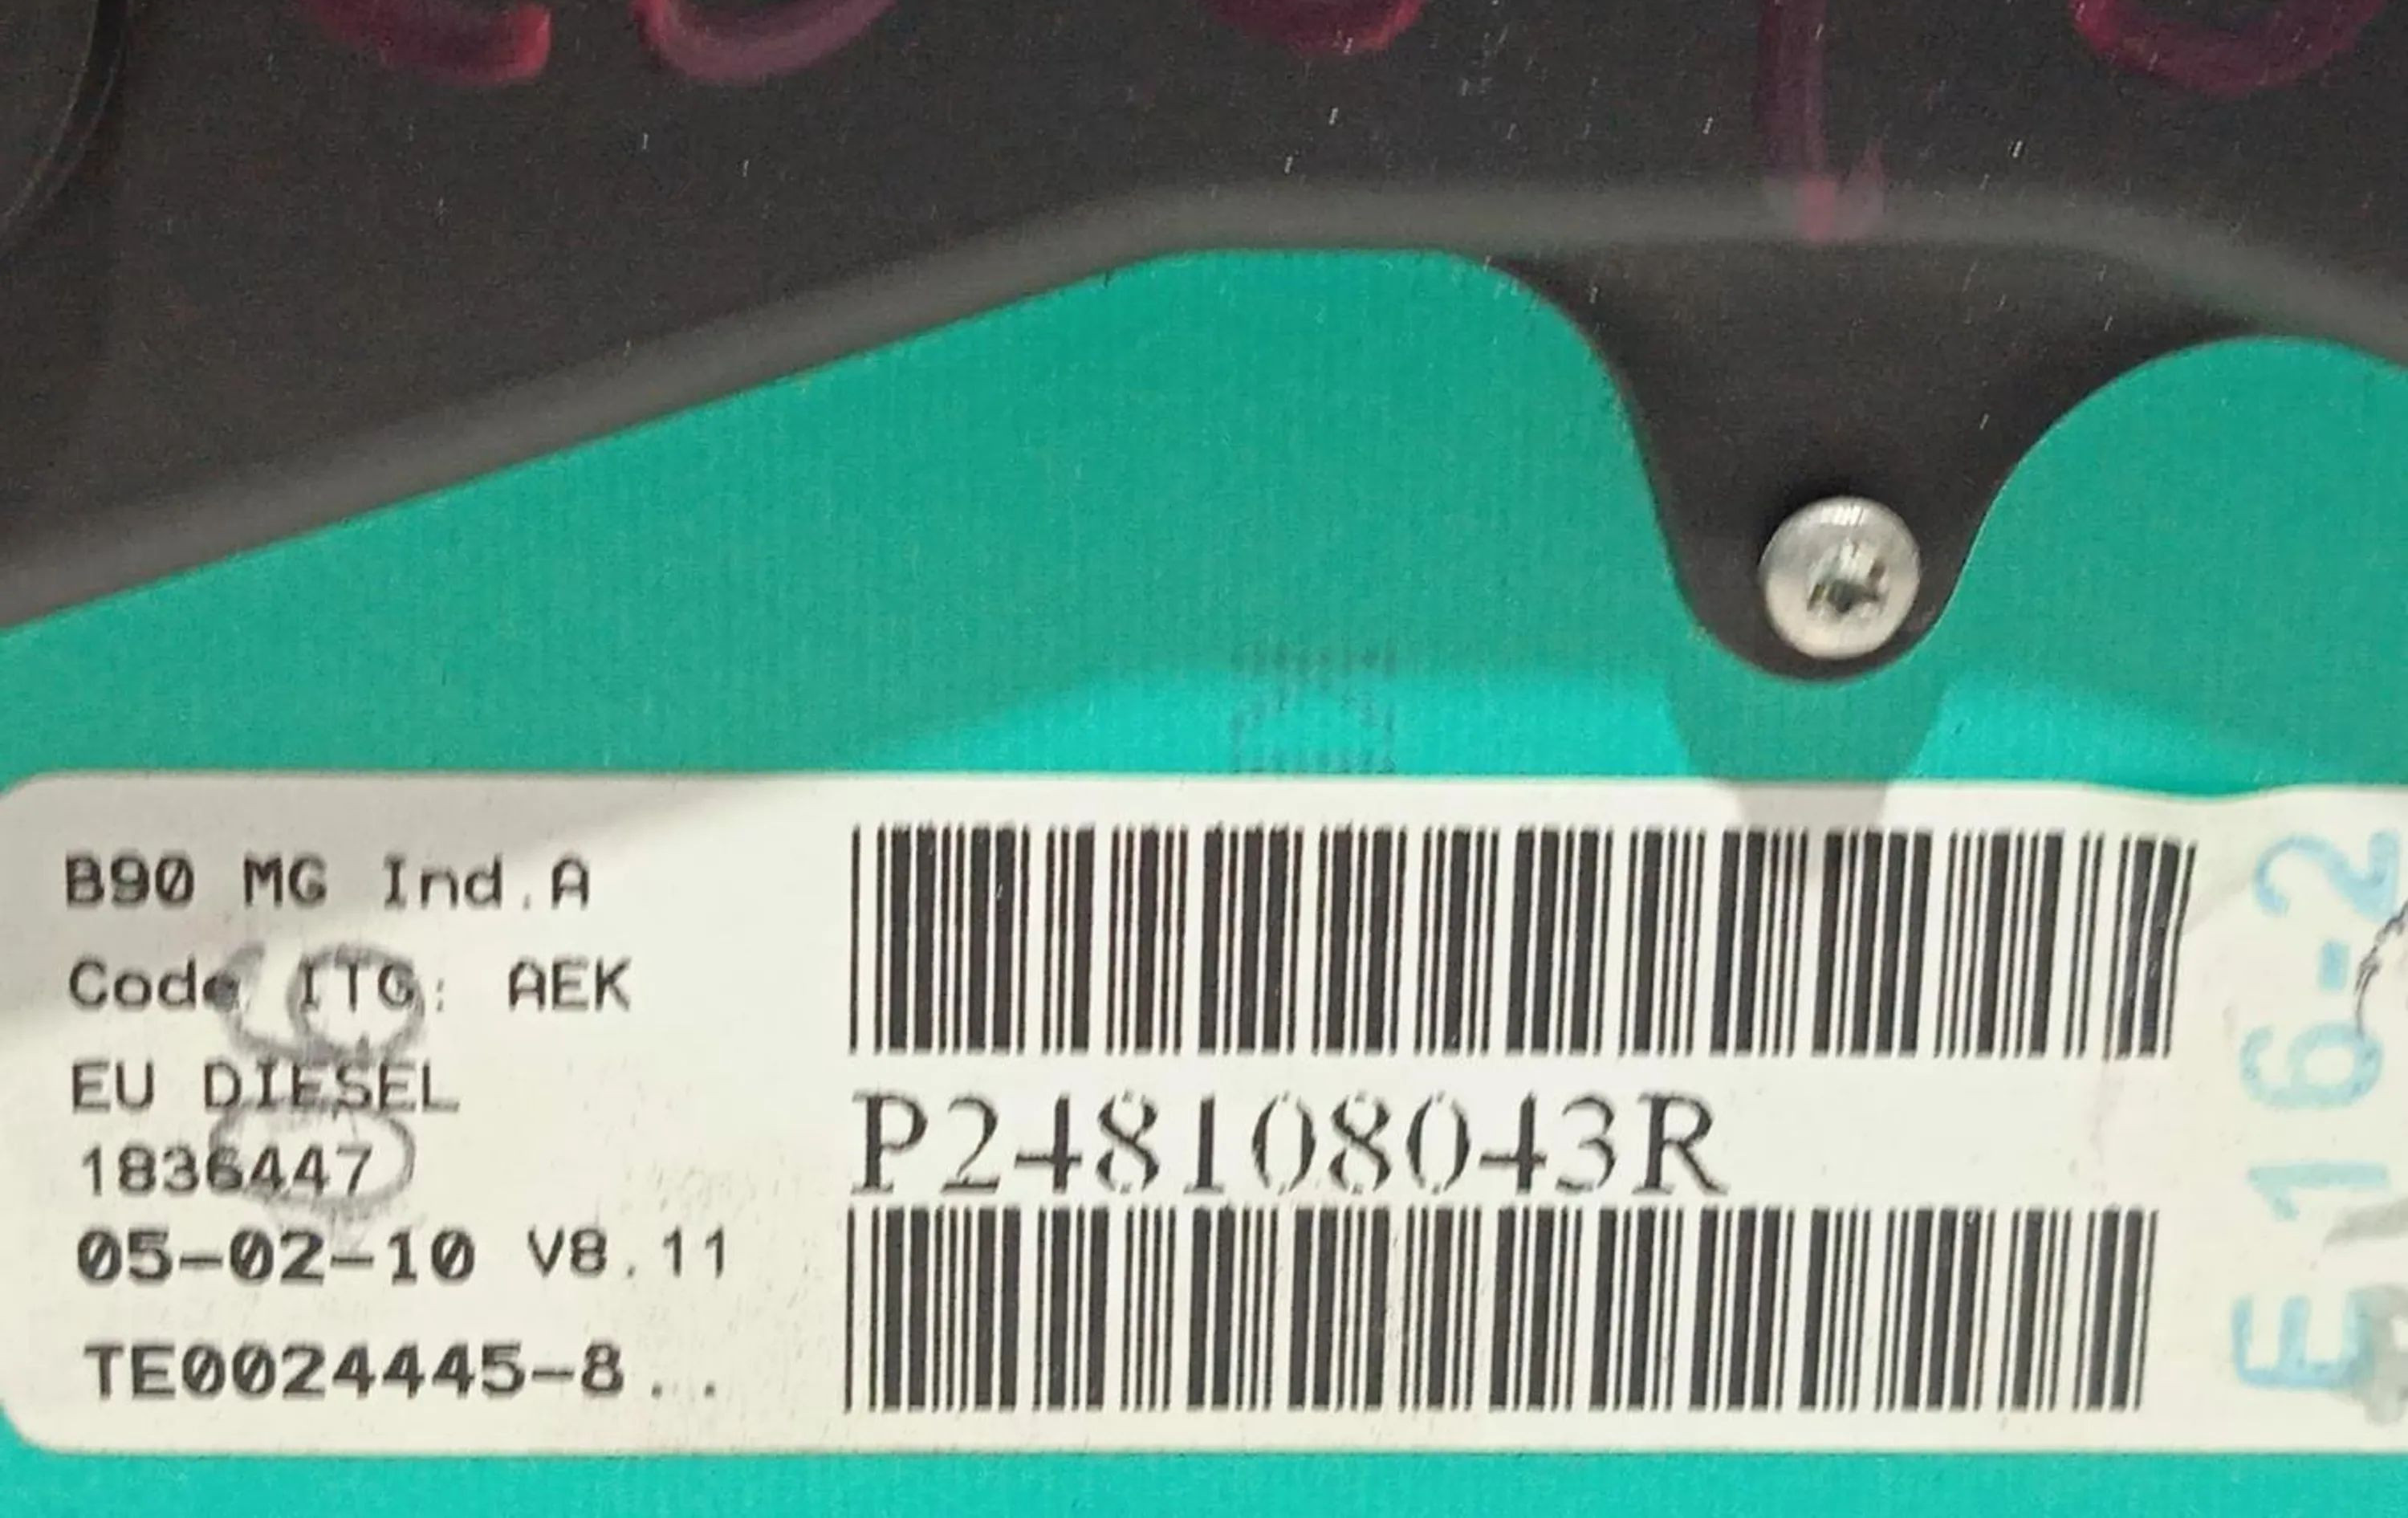 B90 MG Ind.A
Code ITG: AEK
EU DIESEL
1836447
05-02-10 V8.11
TE0024445-8..
P248108043R
E16-2